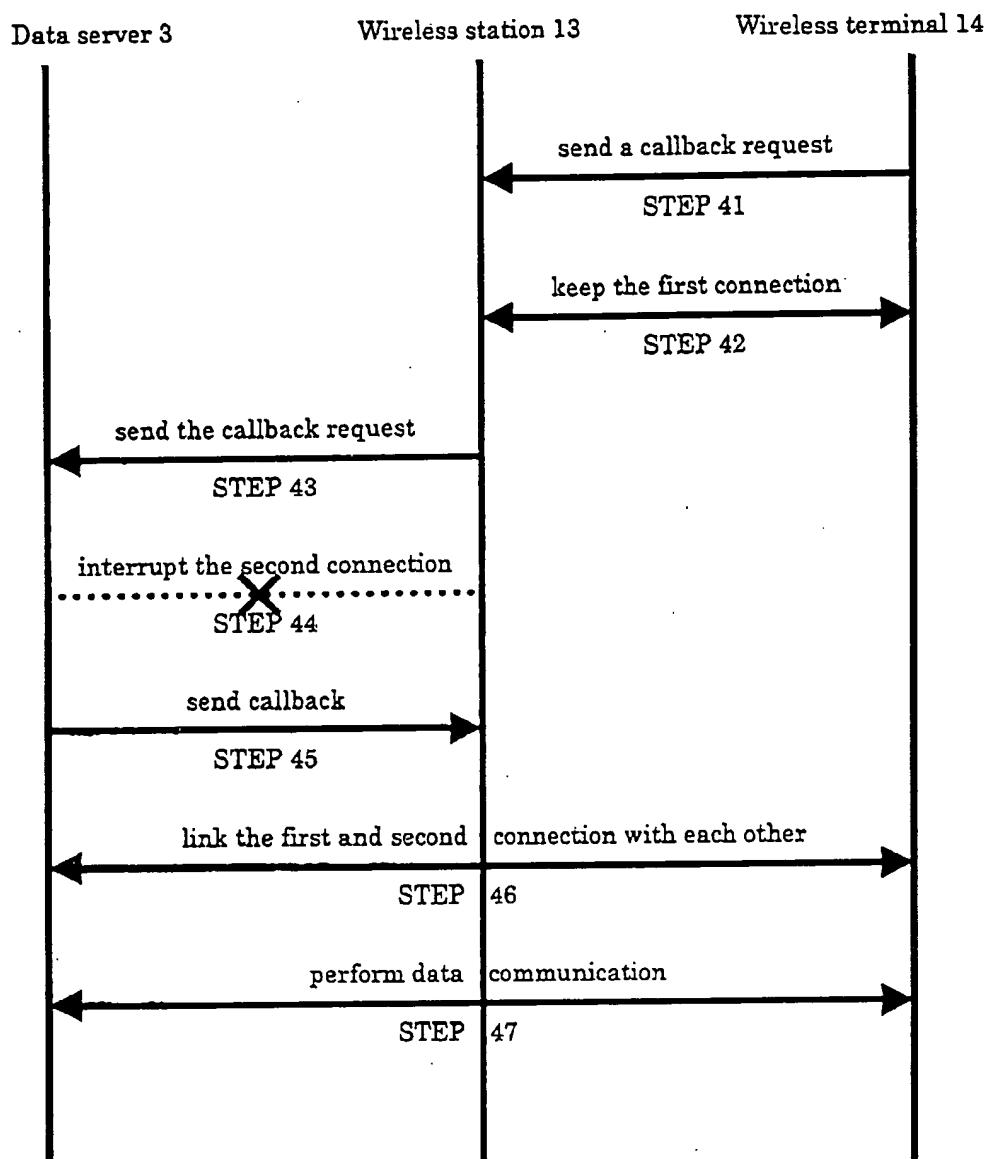 Data server 3
Wireless station 13
Wireless terminal 14
send a callback request
STEP 41
keep the first connection
STEP 42
send the callback request
STEP 43
interrupt the second connection
STEP 44
send callback
STEP 45
link the first and second connection with each other
STEP 46
perform data communication
STEP 47